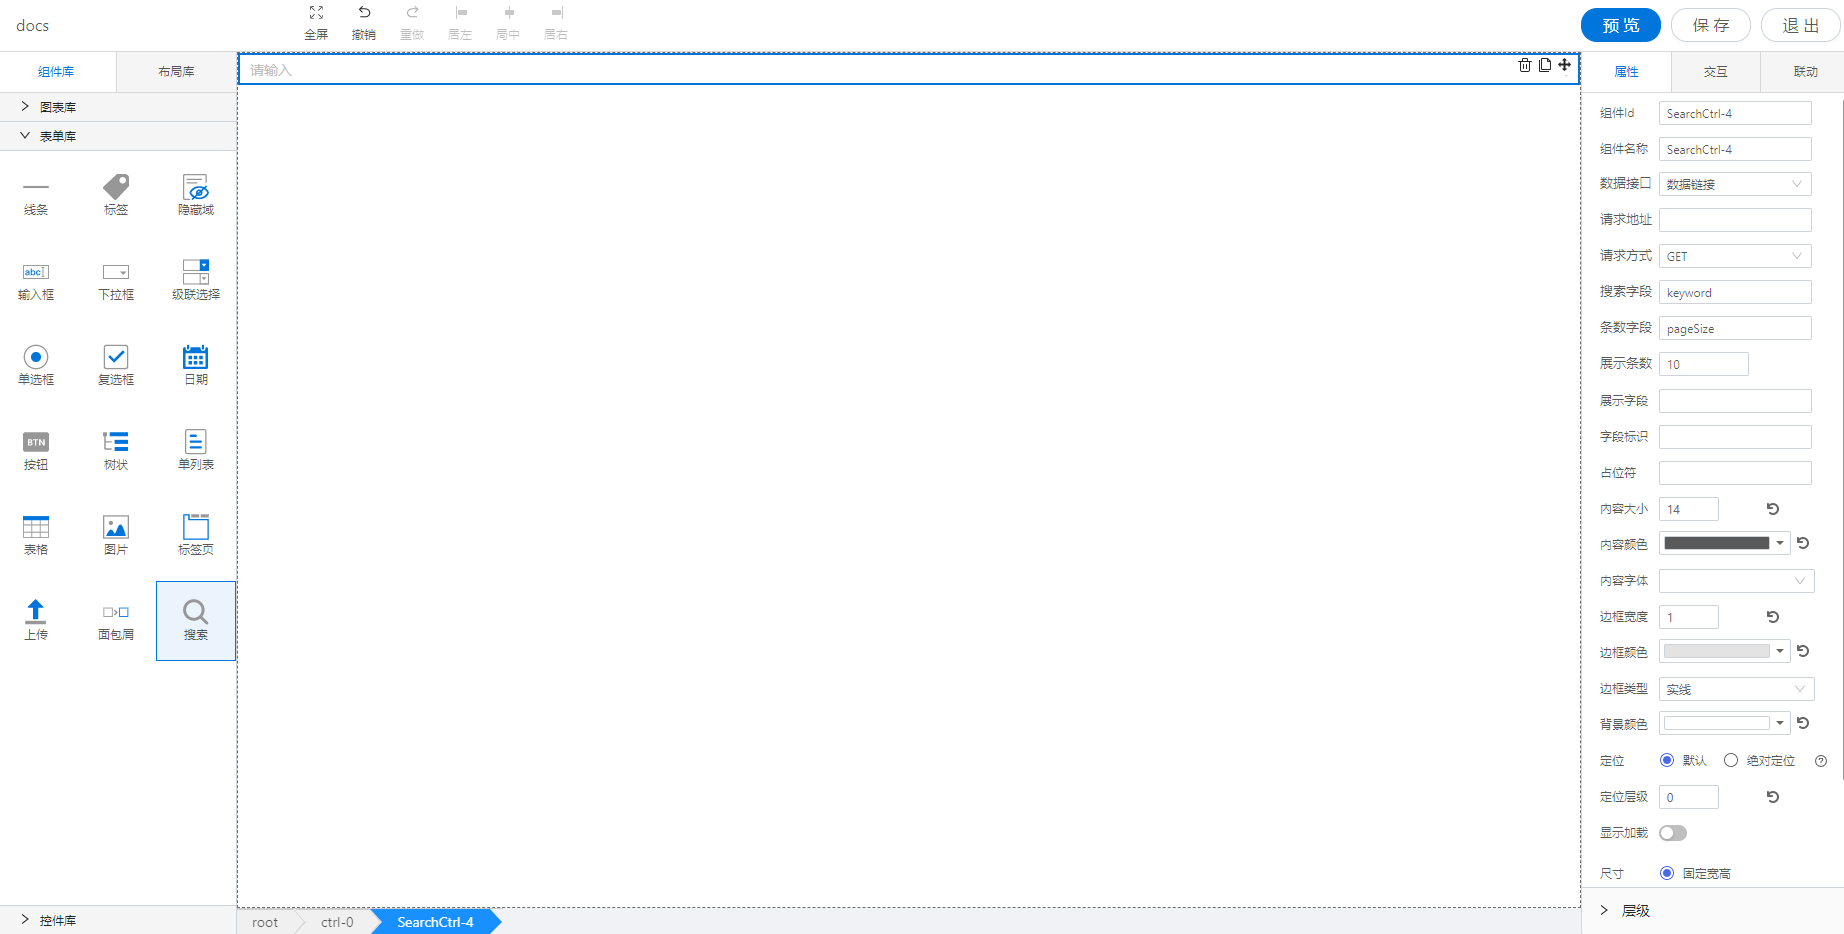 docs
全屏 撤销 重做 居左 局中 居右
预 览 保 存 退 出
组件库 布局库
图表库
表单库
线条 标签 隐藏域
abc
输入框 下拉框 级联选择
单选框 复选框 日期
BTN
按钮 树状 单列表
表格 图片 标签页
上传 面包屑 搜索
控件库
请输入
root ctrl-0 SearchCtrl-4
属性 交互 联动
组件Id SearchCtrl-4
组件名称 SearchCtrl-4
数据接口 数据链接
请求地址
请求方式 GET
搜索字段 keyword
条数字段 pageSize
展示条数 10
展示字段
字段标识
占位符
内容大小 14
内容颜色
内容字体
边框宽度 1
边框颜色
边框类型 实线
背景颜色
定位 默认 绝对定位
定位层级 0
显示加载
尺寸 固定宽高
层级